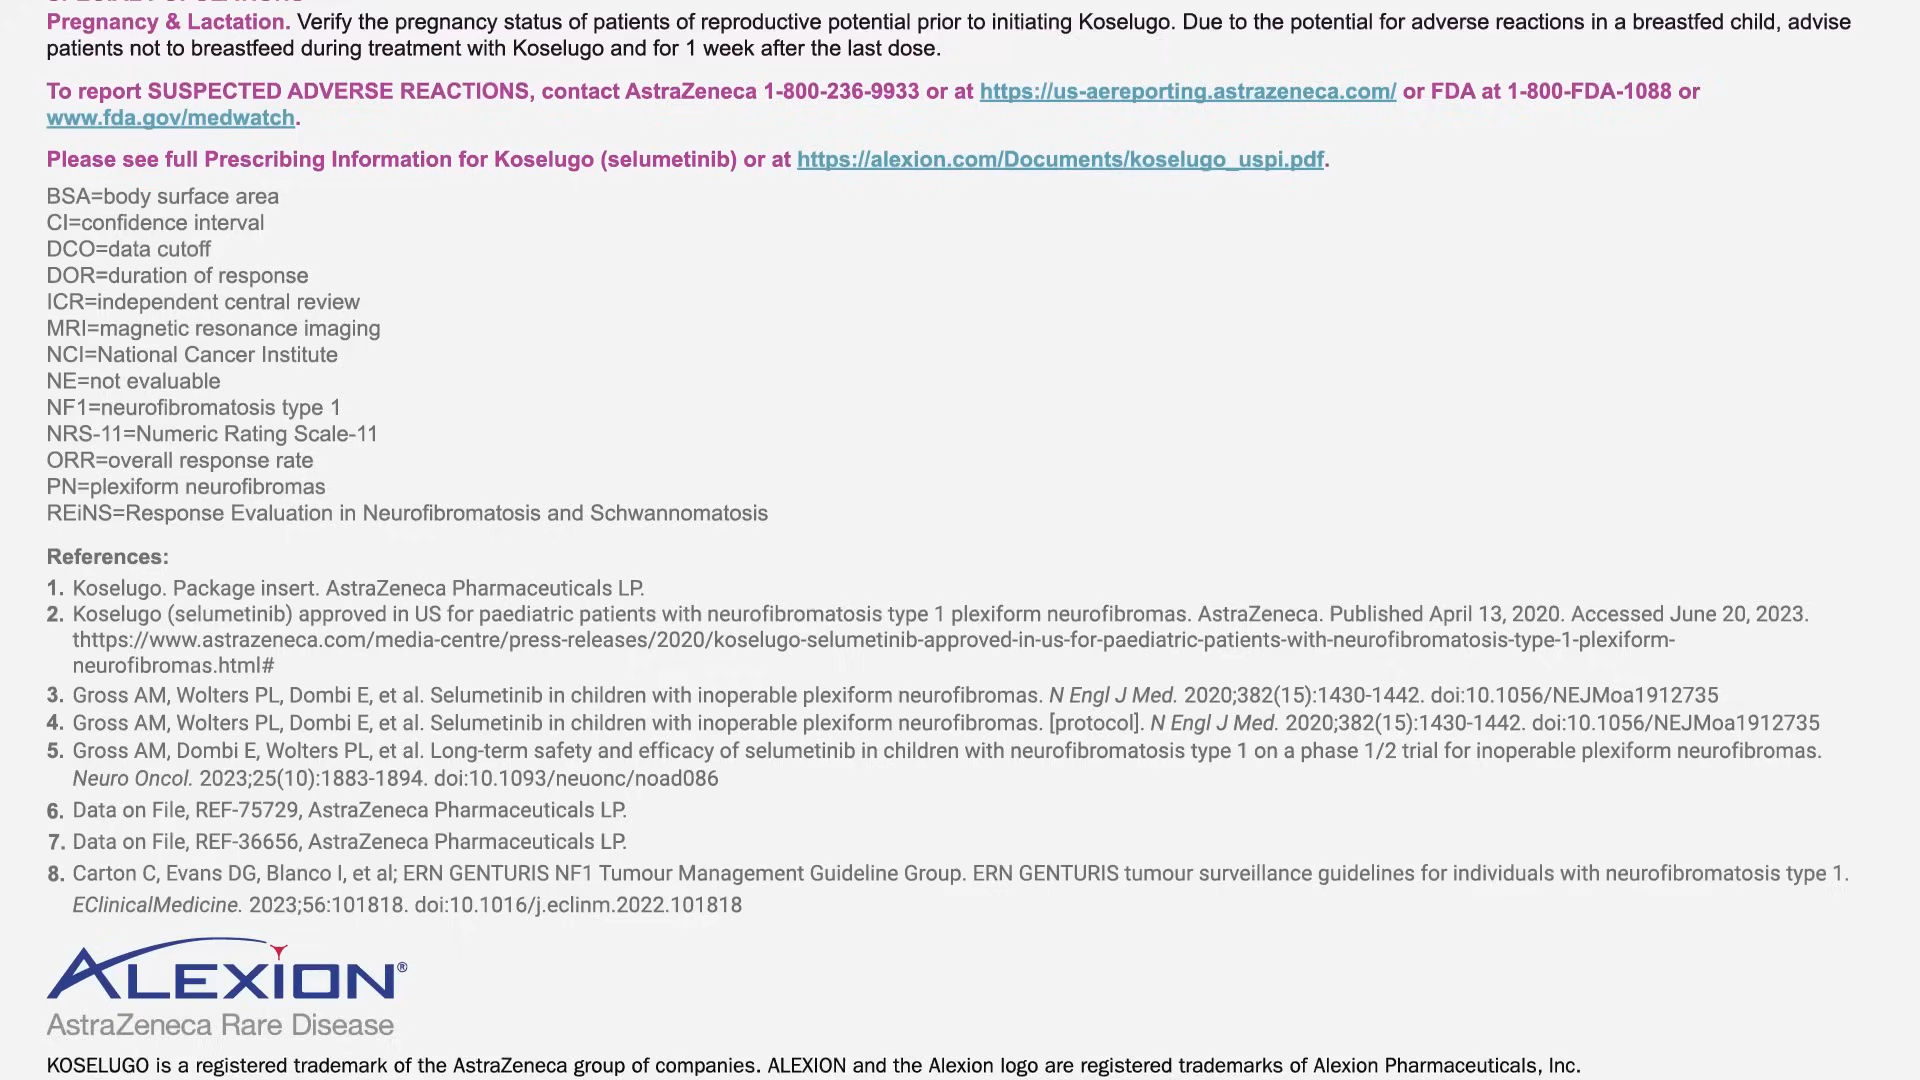 Pregnancy & Lactation. Verify the pregnancy status of patients of reproductive potential prior to initiating Koselugo. Due to the potential for adverse reactions in a breastfed child, advise
patients not to breastfeed during treatment with Koselugo and for 1 week after the last dose.
To report SUSPECTED ADVERSE REACTIONS, contact AstraZeneca 1-800-236-9933 or at https://us-aereporting.astrazeneca.com/ or FDA at 1-800-FDA-1088 or
www.fda.gov/medwatch.
Please see full Prescribing Information for Koselugo (selumetinib) or at https://alexion.com/Documents/koselugo_uspi.pdf.
BSA=body surface area
CI=confidence interval
DCO=data cutoff
DOR=duration of response
ICR=independent central review
MRI=magnetic resonance imaging
NCI=National Cancer Institute
NE=not evaluable
NF1=neurofibromatosis type 1
NRS-11=Numeric Rating Scale-11
ORR=overall response rate
PN=plexiform neurofibromas
REiNS=Response Evaluation in Neurofibromatosis and Schwannomatosis
References:
1. Koselugo. Package insert. AstraZeneca Pharmaceuticals LP.
2. Koselugo (selumetinib) approved in US for paediatric patients with neurofibromatosis type 1 plexiform neurofibromas. AstraZeneca. Published April 13, 2020. Accessed June 20, 2023.
thttps://www.astrazeneca.com/media-centre/press-releases/2020/koselugo-selumetinib-approved-in-us-for-paediatric-patients-with-neurofibromatosis-type-1-plexiform-
neurofibromas.html#
3. Gross AM, Wolters PL, Dombi E, et al. Selumetinib in children with inoperable plexiform neurofibromas. N Engl J Med. 2020;382(15):1430-1442. doi:10.1056/NEJMoa1912735
4. Gross AM, Wolters PL, Dombi E, et al. Selumetinib in children with inoperable plexiform neurofibromas. [protocol]. N Engl J Med. 2020;382(15):1430-1442. doi:10.1056/NEJMoa1912735
5. Gross AM, Dombi E, Wolters PL, et al. Long-term safety and efficacy of selumetinib in children with neurofibromatosis type 1 on a phase 1/2 trial for inoperable plexiform neurofibromas.
Neuro Oncol. 2023;25(10):1883-1894. doi:10.1093/neuonc/noad086
6. Data on File, REF-75729, AstraZeneca Pharmaceuticals LP.
7. Data on File, REF-36656, AstraZeneca Pharmaceuticals LP.
8. Carton C, Evans DG, Blanco I, et al; ERN GENTURIS NF1 Tumour Management Guideline Group. ERN GENTURIS tumour surveillance guidelines for individuals with neurofibromatosis type 1.
EClinicalMedicine. 2023;56:101818. doi:10.1016/j.eclinm.2022.101818
ALEXION®
AstraZeneca Rare Disease
KOSELUGO is a registered trademark of the AstraZeneca group of companies. ALEXION and the Alexion logo are registered trademarks of Alexion Pharmaceuticals, Inc.